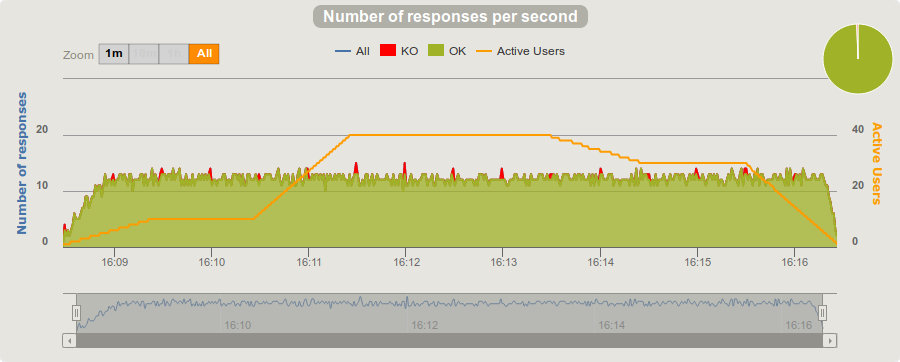 Number of responses per second
Zoom 1m 10m 1h All
All KO OK Active Users
Number of responses
Active Users
20 40
10 20
0 0
16:09 16:10 16:11 16:12 16:13 16:14 16:15 16:16
16:10 16:12 16:14 16:16